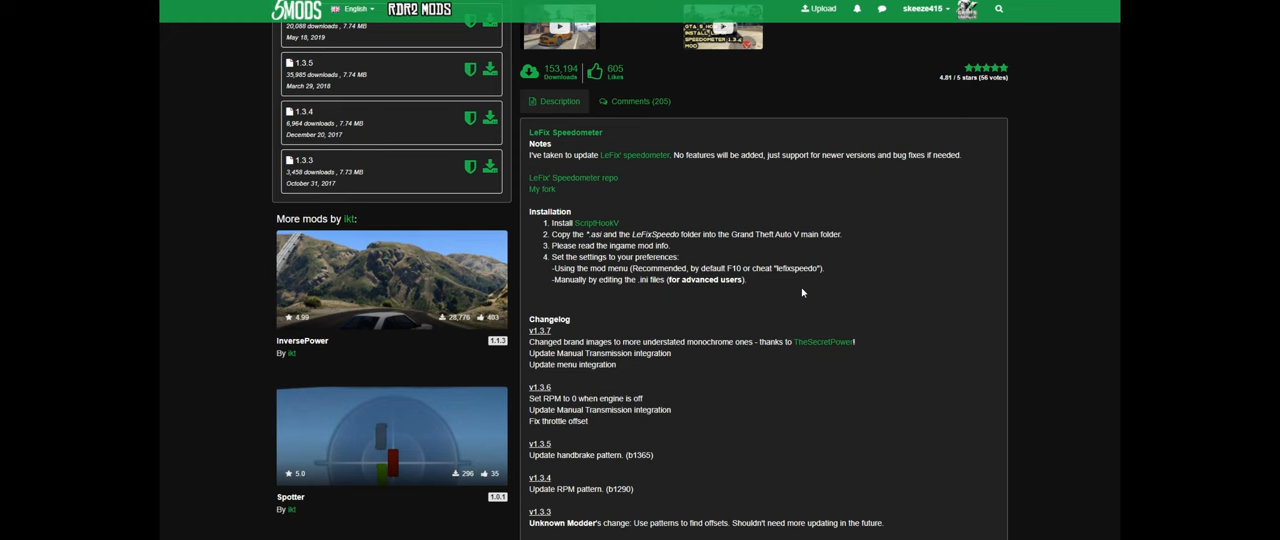 5MODS
English
RDR2 MODS
Upload
skeeze415
20,088 downloads , 7.74 MB
May 18, 2019
1.3.5
35,985 downloads , 7.74 MB
March 29, 2018
1.3.4
6,964 downloads , 7.74 MB
December 20, 2017
1.3.3
3,458 downloads , 7.73 MB
October 31, 2017
More mods by ikt:
4.99
28,776
403
InversePower
1.1.3
By ikt
5.0
296
35
Spotter
1.0.1
By ikt
153,194
Downloads
605
Likes
4.81 / 5 stars (56 votes)
Description
Comments (205)
LeFix Speedometer
Notes
I've taken to update LeFix' speedometer. No features will be added, just support for newer versions and bug fixes if needed.
LeFix' Speedometer repo
My fork
Installation
1. Install ScriptHookV
2. Copy the *.asi and the LeFixSpeedo folder into the Grand Theft Auto V main folder.
3. Please read the ingame mod info.
4. Set the settings to your preferences:
-Using the mod menu (Recommended, by default F10 or cheat "lefixspeedo").
-Manually by editing the .ini files (for advanced users).
Changelog
v1.3.7
Changed brand images to more understated monochrome ones - thanks to TheSecretPower!
Update Manual Transmission integration
Update menu integration
v1.3.6
Set RPM to 0 when engine is off
Update Manual Transmission integration
Fix throttle offset
v1.3.5
Update handbrake pattern. (b1365)
v1.3.4
Update RPM pattern. (b1290)
v1.3.3
Unknown Modder's change: Use patterns to find offsets. Shouldn't need more updating in the future.